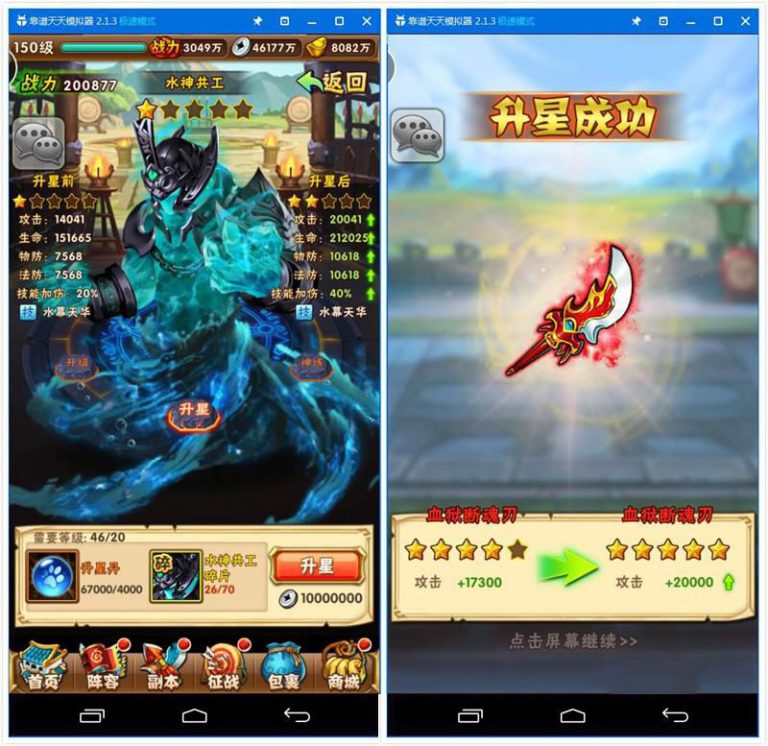 靠谱天天模拟器 2.1.3 极速模式
150级 战力 3049万 46177万 8082万
战力 200877 水神共工 返回
升星前 升星后
攻击: 14041 攻击: 20041
生命: 151665 生命: 212025
物防: 7568 物防: 10618
法防: 7568 法防: 10618
技能加伤: 20% 技能加伤: 40%
技 水幕天华 技 水幕天华
升级 神炼
升星
需要等级: 46/20
升星丹
67000/4000
碎
水神共工
碎片
26/70
升星
10000000
首页 阵容 副本 征战 包裹 商城
靠谱天天模拟器 2.1.3 极速模式
升星成功
血狱断魂刃 血狱断魂刃
攻击 +17300 攻击 +20000
点击屏幕继续>>